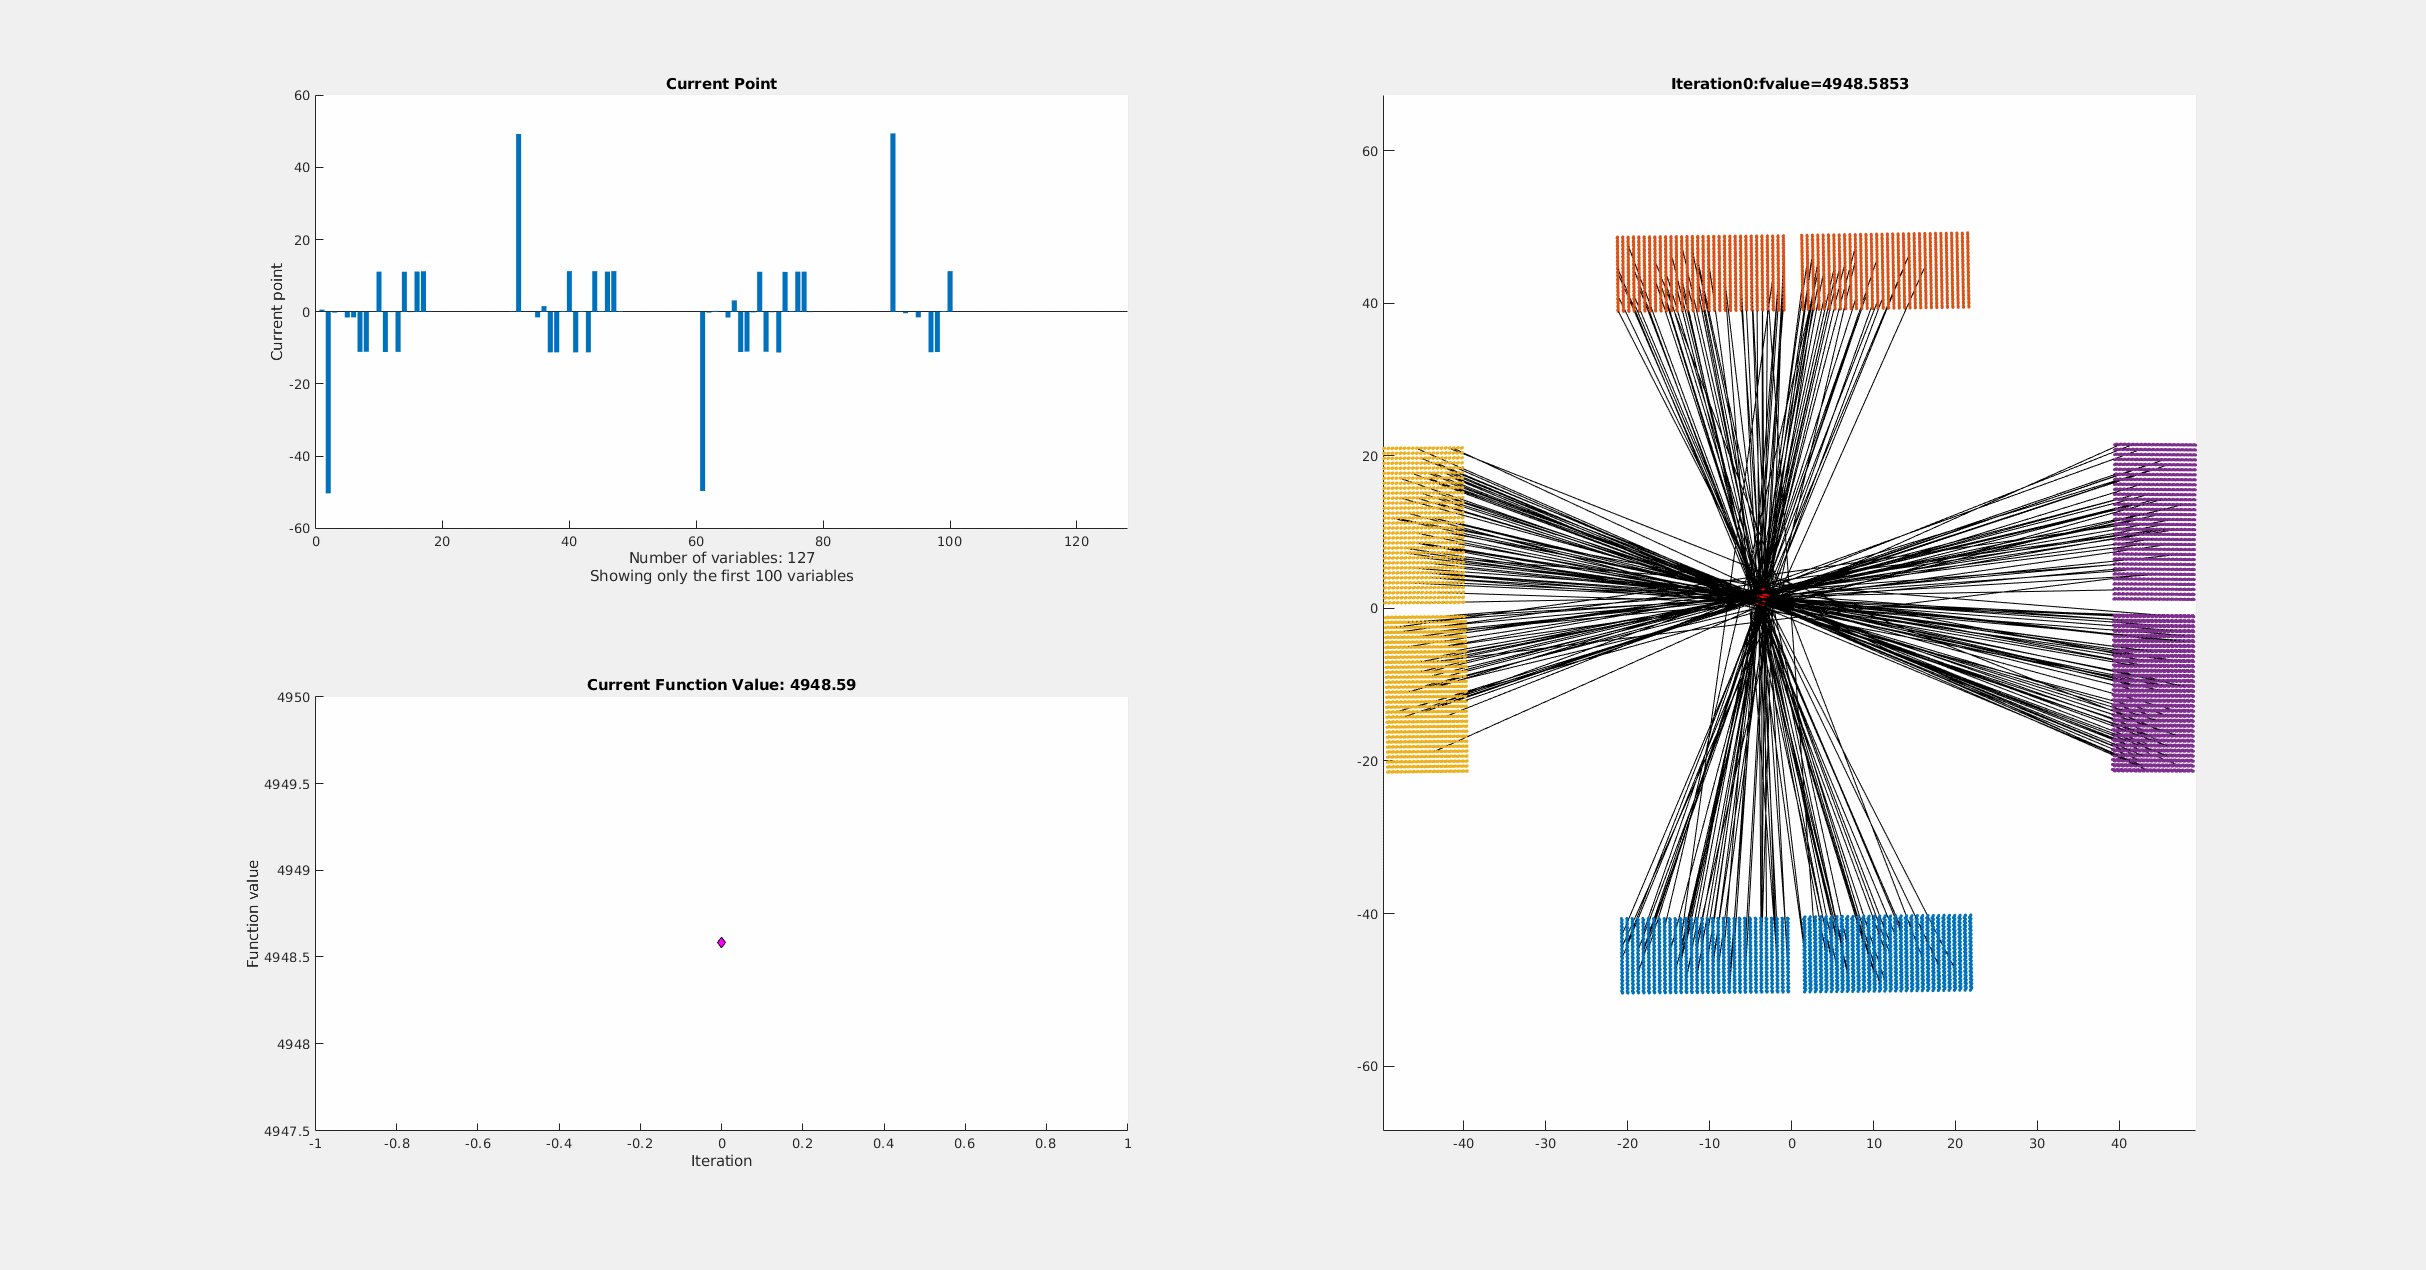 Current Point
60
40
20
0
-20
-40
-60
Current point
0 20 40 60 80 100 120
Number of variables: 127
Showing only the first 100 variables
Current Function Value: 4948.59
4950
4949.5
4949
4948.5
4948
4947.5
Function value
-1 -0.8 -0.6 -0.4 -0.2 0 0.2 0.4 0.6 0.8 1
Iteration
Iteration0:fvalue=4948.5853
60
40
20
0
-20
-40
-60
-40 -30 -20 -10 0 10 20 30 40